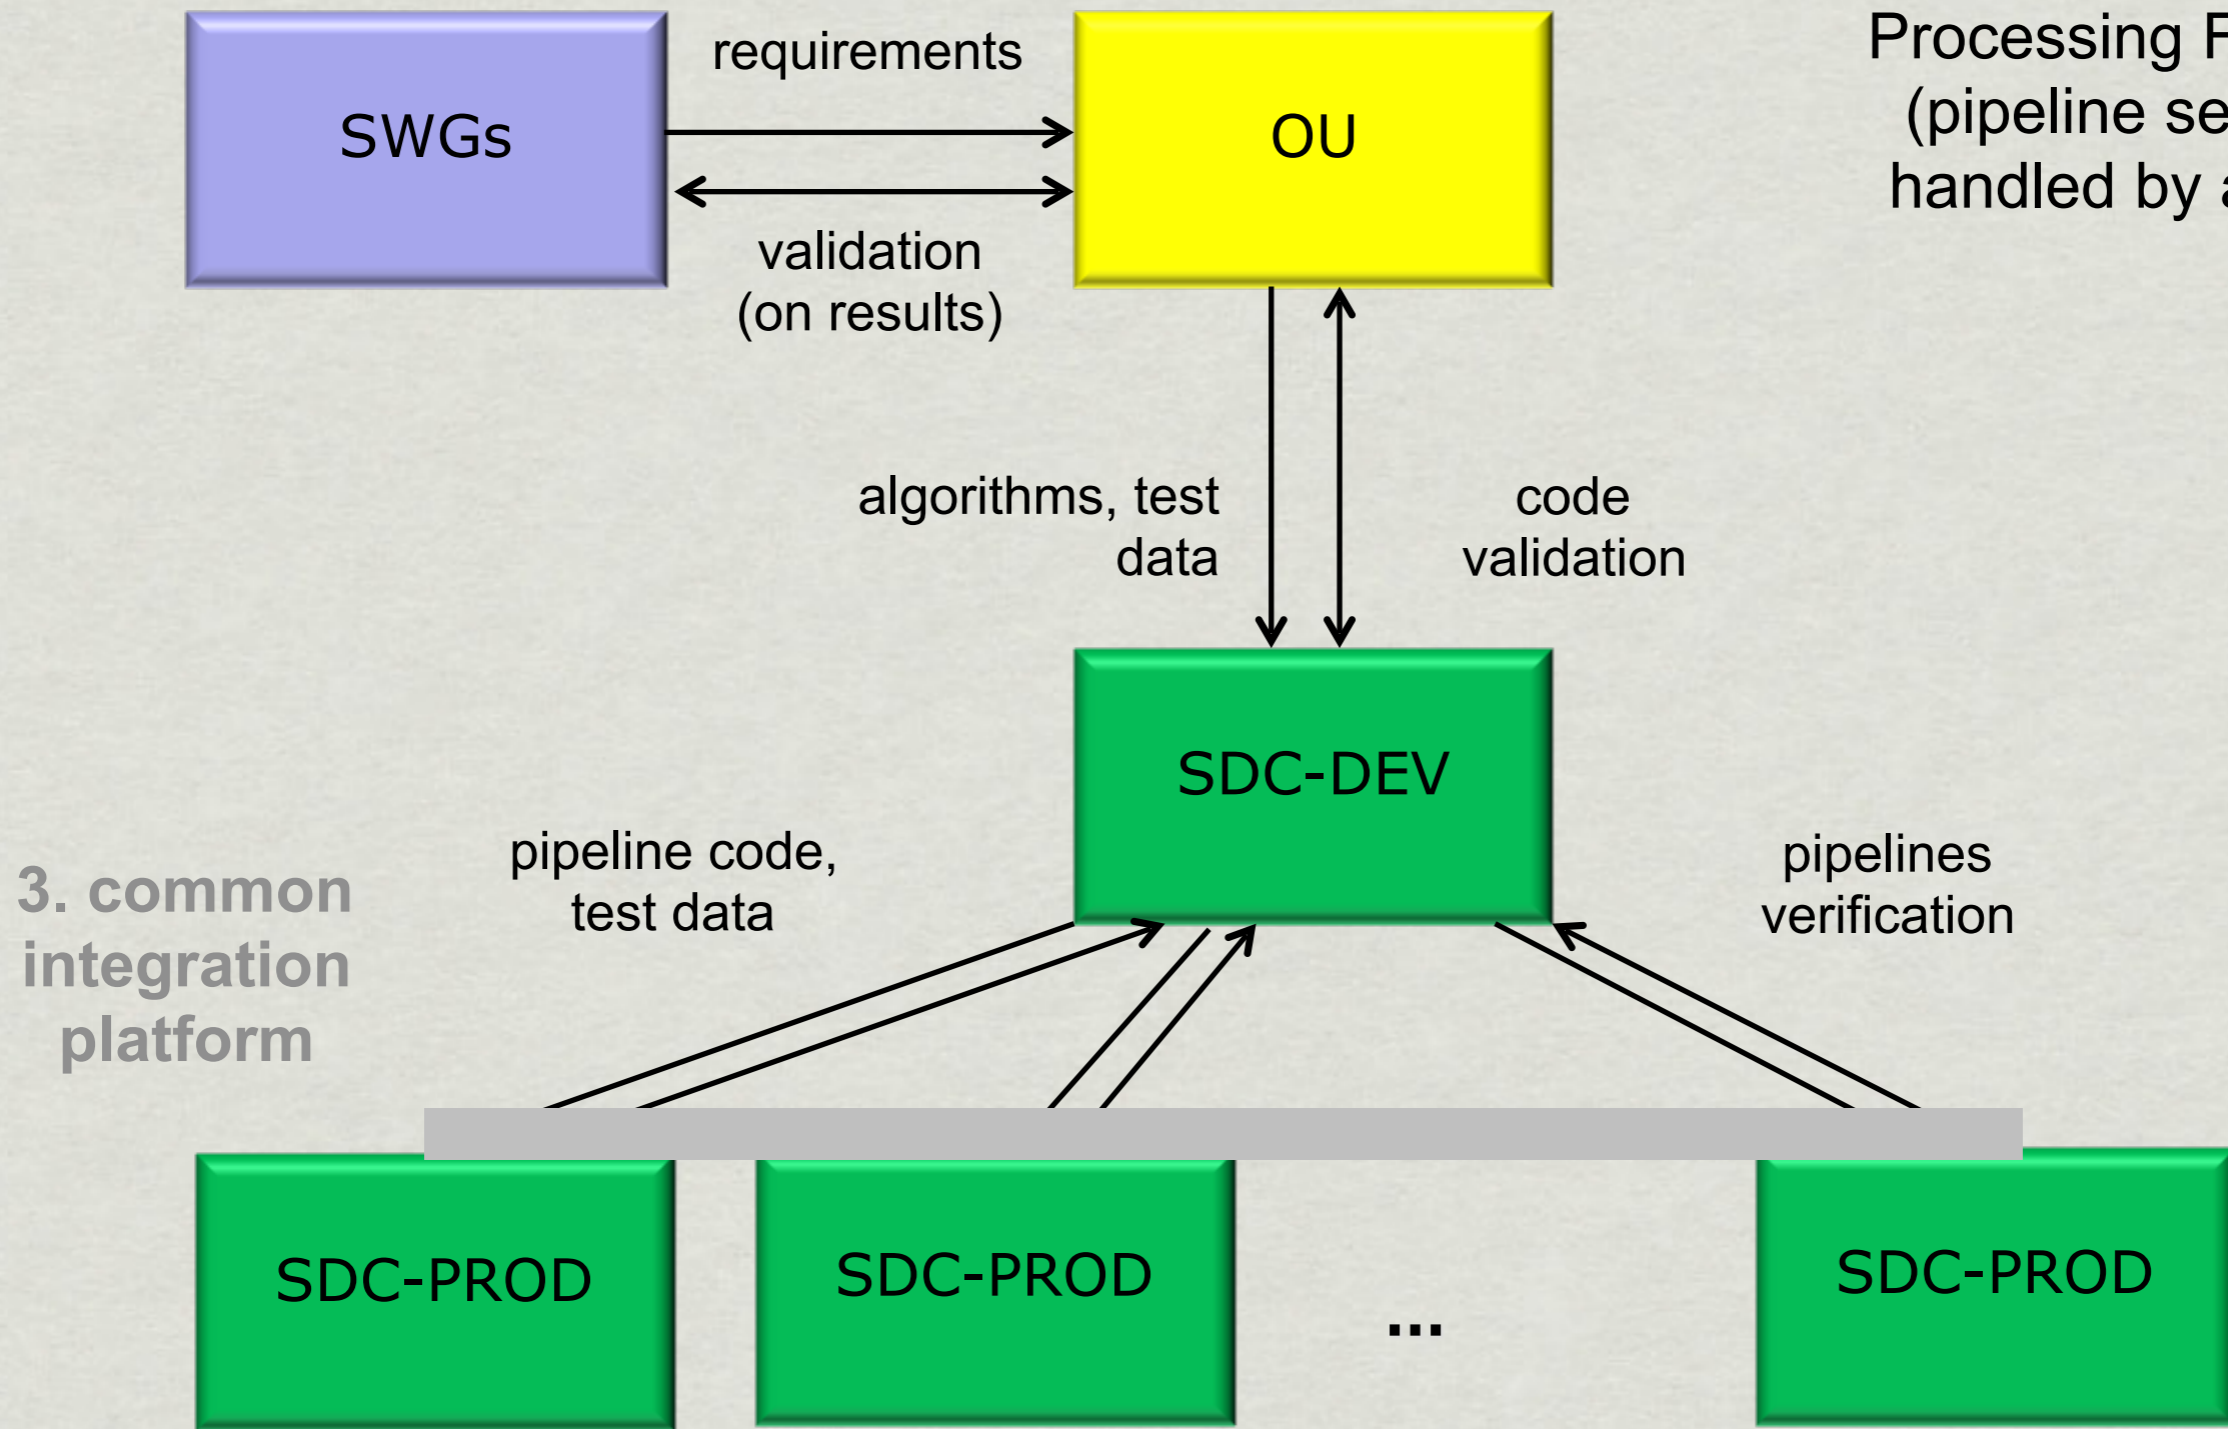 Processing
(pipeline
handled by
requirements
SWGs
OU
validation
(on results)
algorithms, test
data
code
validation
SDC-DEV
pipeline code,
test data
pipelines
verification
3. common
integration
platform
SDC-PROD
SDC-PROD
SDC-PROD
...